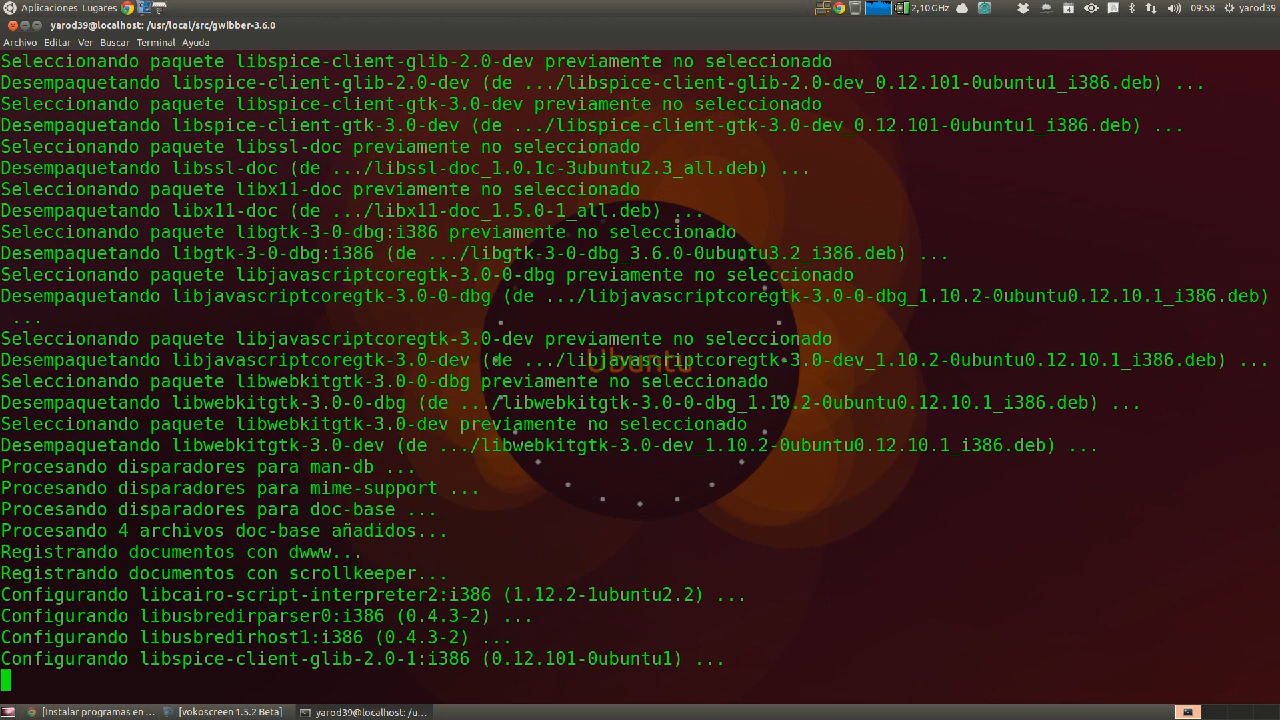 Aplicaciones Lugares 2,10 GHz 09:58 yarod39
yarod39@localhost: /usr/local/src/gwibber-3.6.0
Archivo Editar Ver Buscar Terminal Ayuda
Seleccionando paquete libspice-client-glib-2.0-dev previamente no seleccionado
Desempaquetando libspice-client-glib-2.0-dev (de .../libspice-client-glib-2.0-dev_0.12.101-0ubuntu1_i386.deb) ...
Seleccionando paquete libspice-client-gtk-3.0-dev previamente no seleccionado
Desempaquetando libspice-client-gtk-3.0-dev (de .../libspice-client-gtk-3.0-dev_0.12.101-0ubuntu1_i386.deb) ...
Seleccionando paquete libssl-doc previamente no seleccionado
Desempaquetando libssl-doc (de .../libssl-doc_1.0.1c-3ubuntu2.3_all.deb) ...
Seleccionando paquete libx11-doc previamente no seleccionado
Desempaquetando libx11-doc (de .../libx11-doc_1.5.0-1_all.deb) ...
Seleccionando paquete libgtk-3-0-dbg:i386 previamente no seleccionado
Desempaquetando libgtk-3-0-dbg:i386 (de .../libgtk-3-0-dbg_3.6.0-0ubuntu3.2_i386.deb) ...
Seleccionando paquete libjavascriptcoregtk-3.0-0-dbg previamente no seleccionado
Desempaquetando libjavascriptcoregtk-3.0-0-dbg (de .../libjavascriptcoregtk-3.0-0-dbg_1.10.2-0ubuntu0.12.10.1_i386.deb)
...
Seleccionando paquete libjavascriptcoregtk-3.0-dev previamente no seleccionado
Desempaquetando libjavascriptcoregtk-3.0-dev (de .../libjavascriptcoregtk-3.0-dev_1.10.2-0ubuntu0.12.10.1_i386.deb) ...
Ubuntu
Seleccionando paquete libwebkitgtk-3.0-0-dbg previamente no seleccionado
Desempaquetando libwebkitgtk-3.0-0-dbg (de .../libwebkitgtk-3.0-0-dbg_1.10.2-0ubuntu0.12.10.1_i386.deb) ...
Seleccionando paquete libwebkitgtk-3.0-dev previamente no seleccionado
Desempaquetando libwebkitgtk-3.0-dev (de .../libwebkitgtk-3.0-dev_1.10.2-0ubuntu0.12.10.1_i386.deb) ...
Procesando disparadores para man-db ...
Procesando disparadores para mime-support ...
Procesando disparadores para doc-base ...
Procesando 4 archivos doc-base añadidos...
Registrando documentos con dwww...
Registrando documentos con scrollkeeper...
Configurando libcairo-script-interpreter2:i386 (1.12.2-1ubuntu2.2) ...
Configurando libusbredirparser0:i386 (0.4.3-2) ...
Configurando libusbredirhost1:i386 (0.4.3-2) ...
Configurando libspice-client-glib-2.0-1:i386 (0.12.101-0ubuntu1) ...
[Instalar programas en ... [vokoscreen 1.5.2 Beta] yarod39@localhost: /u...